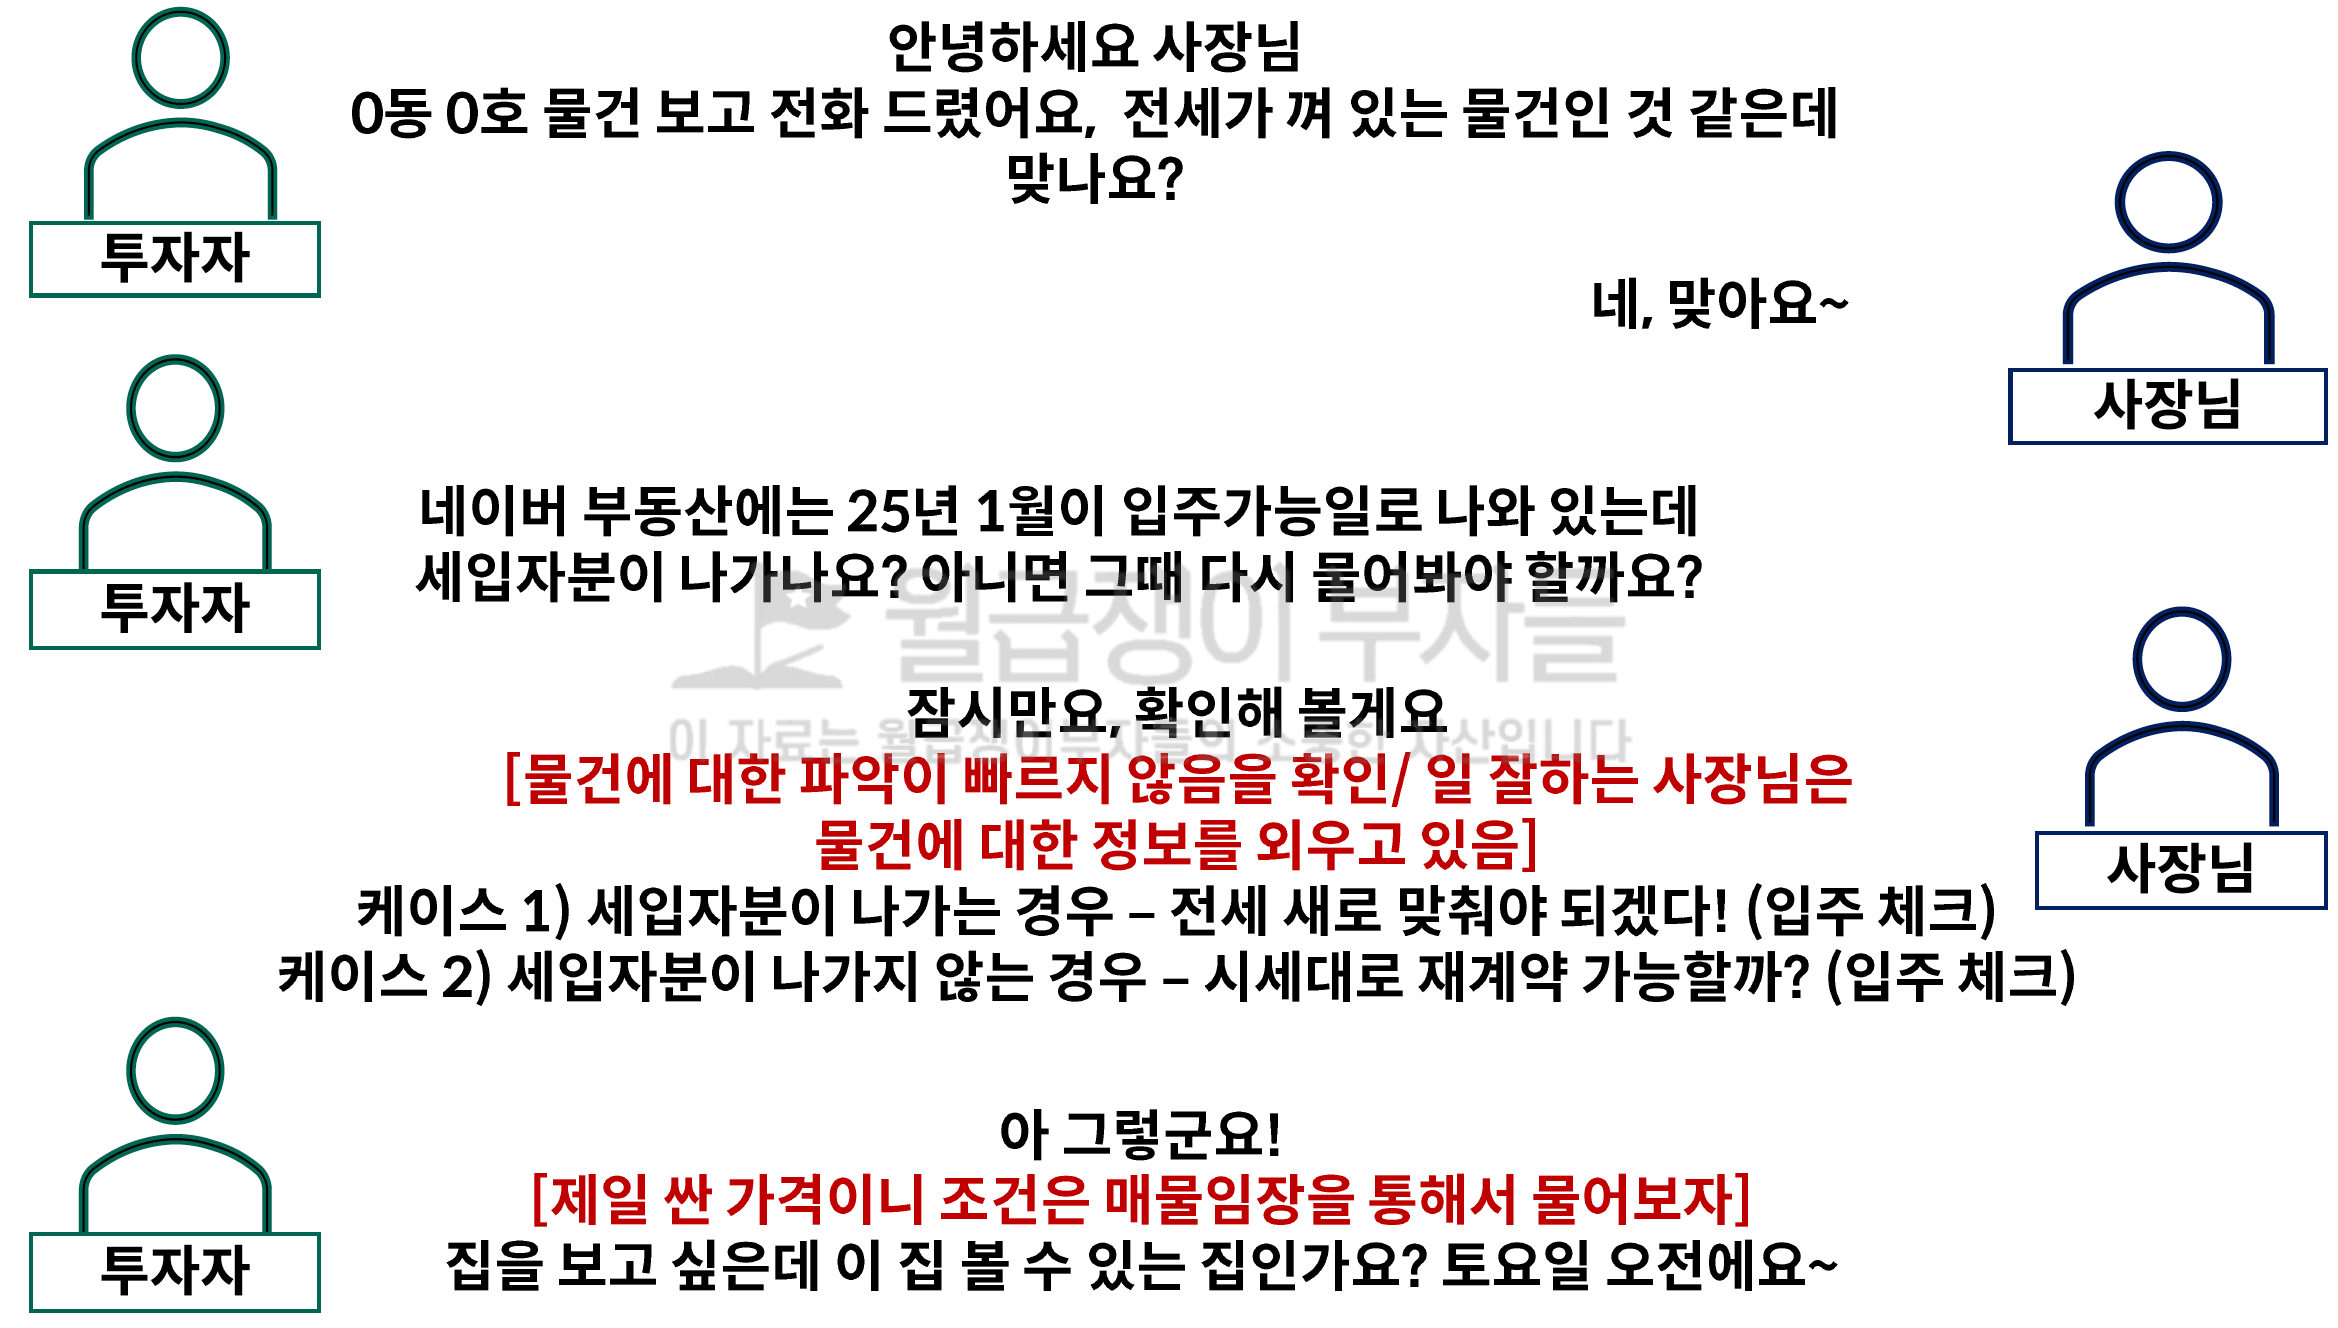 안녕하세요 사장님
0동 0호 물건 보고 전화 드렸어요, 전세가 껴 있는 물건인 것 같은데
맞나요?
투자자
네, 맞아요~
사장님
네이버 부동산에는 25년 1월이 입주가능일로 나와 있는데
세입자분이 나가나요? 아니면 그때 다시 물어봐야 할까요?
투자자
월급쟁이 부자들
이 자료는 월급쟁이부자들의 소중한 자산입니다
잠시만요, 확인해 볼게요
[물건에 대한 파악이 빠르지 않음을 확인/ 일 잘하는 사장님은
물건에 대한 정보를 외우고 있음]
케이스 1) 세입자분이 나가는 경우 – 전세 새로 맞춰야 되겠다! (입주 체크)
케이스 2) 세입자분이 나가지 않는 경우 – 시세대로 재계약 가능할까? (입주 체크)
사장님
아 그렇군요!
[제일 싼 가격이니 조건은 매물임장을 통해서 물어보자]
집을 보고 싶은데 이 집 볼 수 있는 집인가요? 토요일 오전에요~
투자자